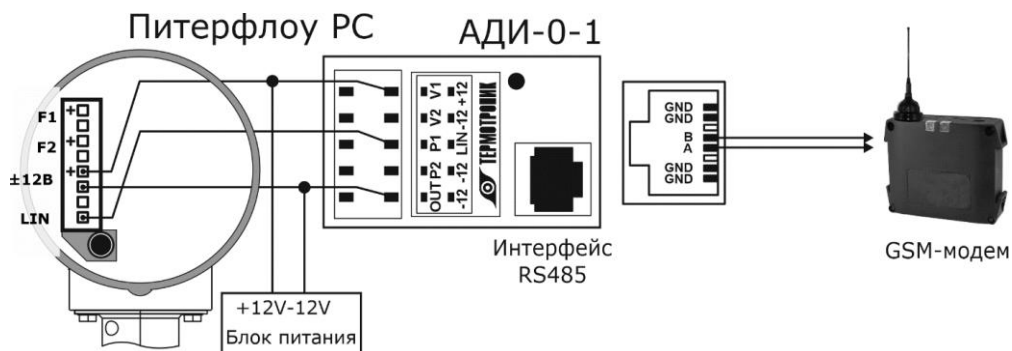 Питерфлоу РС
АДИ-0-1
F1
F2
±12В
LIN
+
+
+
V1
V2
P1
P2
OUT
+12
-12
LIN
-12
-12
ТЕРМОТРОНИК
GND
GND
B
A
GND
GND
Интерфейс
RS485
GSM-модем
+12V-12V
Блок питания